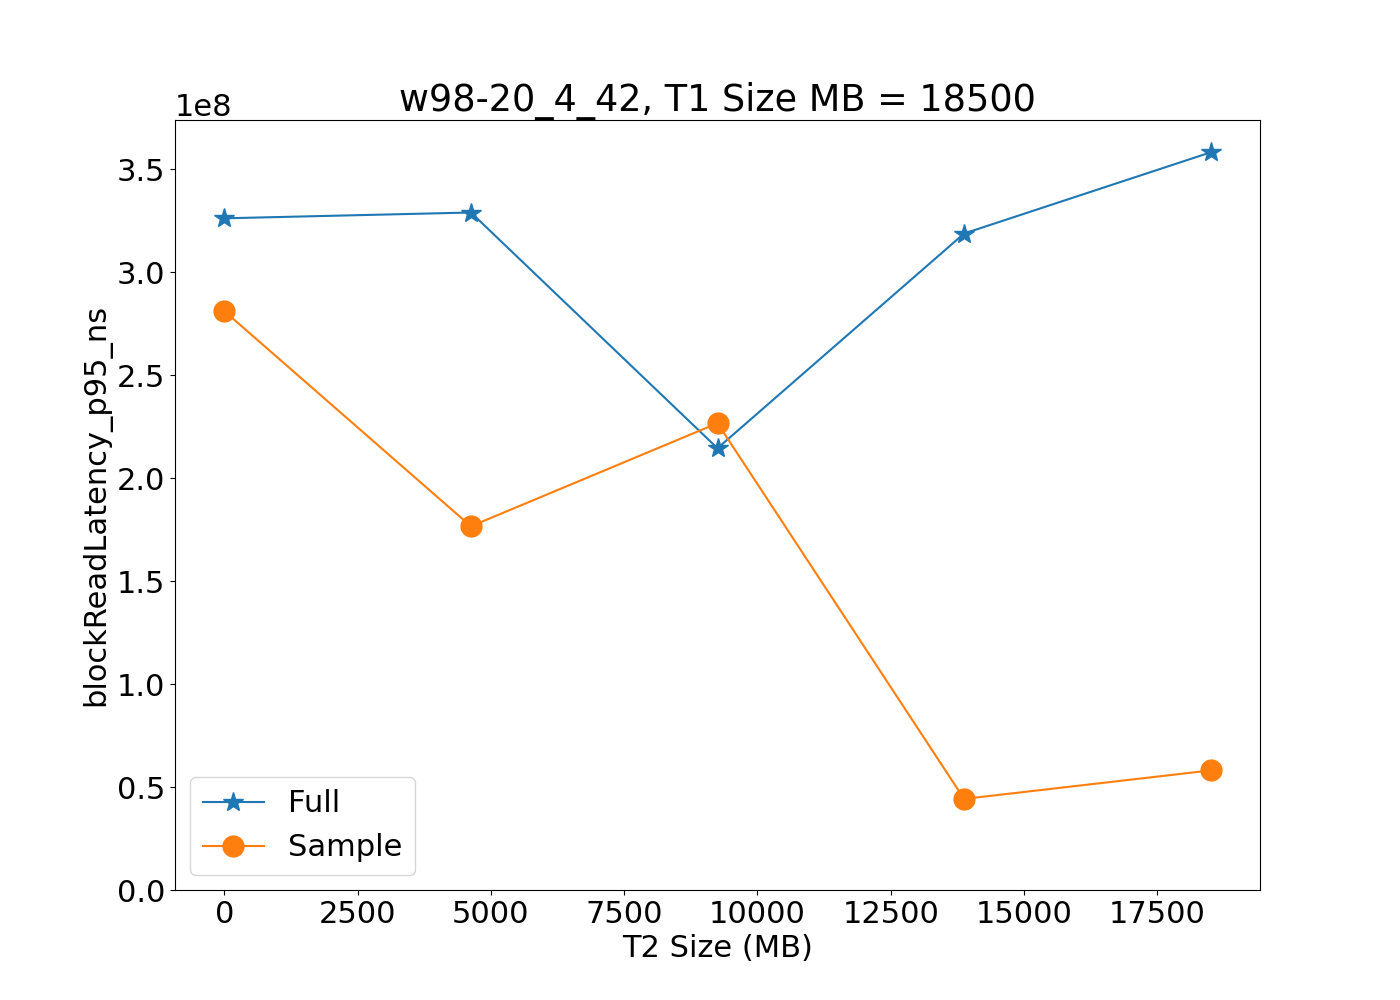 w98-20_4_42, T1 Size MB = 18500
1e8
3.5
3.0
2.5
2.0
1.5
1.0
0.5
0.0
blockReadLatency_p95_ns
Full
Sample
0 2500 5000 7500 10000 12500 15000 17500
T2 Size (MB)